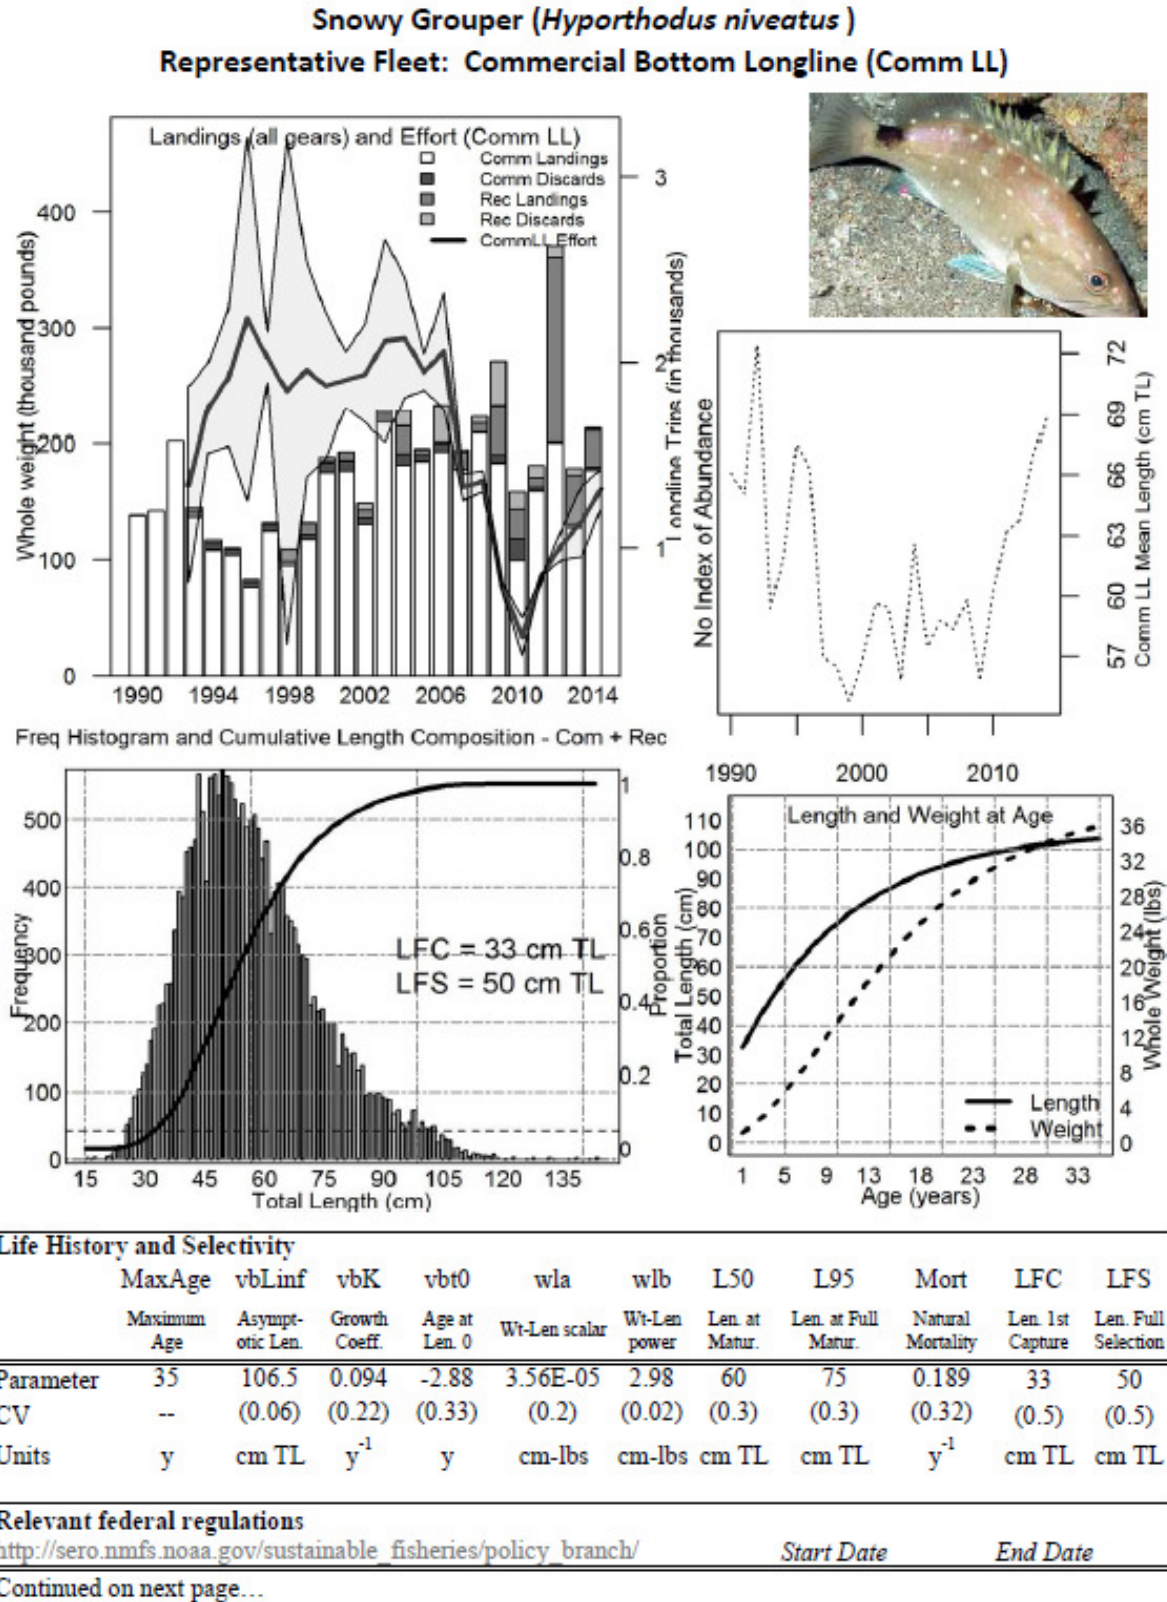 Snowy Grouper (Hyporthodus niveatus )
Representative Fleet: Commercial Bottom Longline (Comm LL)
Landings (all gears) and Effort (Comm LL)
Comm Landings
Comm Discards
Rec Landings
Rec Discards
CommLL Effort
Whole weight (thousand pounds)
400
300
200
100
0
3
2
1
Longline Trips (in thousands)
1990 1994 1998 2002 2006 2010 2014
No Index of Abundance
72
69
66
63
60
57
Comm LL Mean Length (cm TL)
1990 2000 2010
Freq Histogram and Cumulative Length Composition - Com + Rec
Frequency
500
400
300
200
100
0
LFC = 33 cm TL
LFS = 50 cm TL
1
0.8
0.6
0.4
0.2
0
Proportion
15 30 45 60 75 90 105 120 135
Total Length (cm)
Length and Weight at Age
Total Length (cm)
110
100
90
80
70
60
50
40
30
20
10
0
36
32
28
24
20
16
12
8
4
0
Whole Weight (lbs)
Length
Weight
1 5 9 13 18 23 28 33
Age (years)
Life History and Selectivity
MaxAge vbLinf vbK vbt0 wla wlb L50 L95 Mort LFC LFS
Maximum Asympt- Growth Age at Wt-Len scalar Wt-Len Len. at Len. at Full Natural Len. 1st Len. Full
Age otic Len. Coeff. Len. 0 power Matur. Matur. Mortality Capture Selection
Parameter 35 106.5 0.094 -2.88 3.56E-05 2.98 60 75 0.189 33 50
CV -- (0.06) (0.22) (0.33) (0.2) (0.02) (0.3) (0.3) (0.32) (0.5) (0.5)
Units y cm TL y-1 y cm-lbs cm-lbs cm TL cm TL y-1 cm TL cm TL
Relevant federal regulations
http://sero.nmfs.noaa.gov/sustainable_fisheries/policy_branch/ Start Date End Date
Continued on next page…